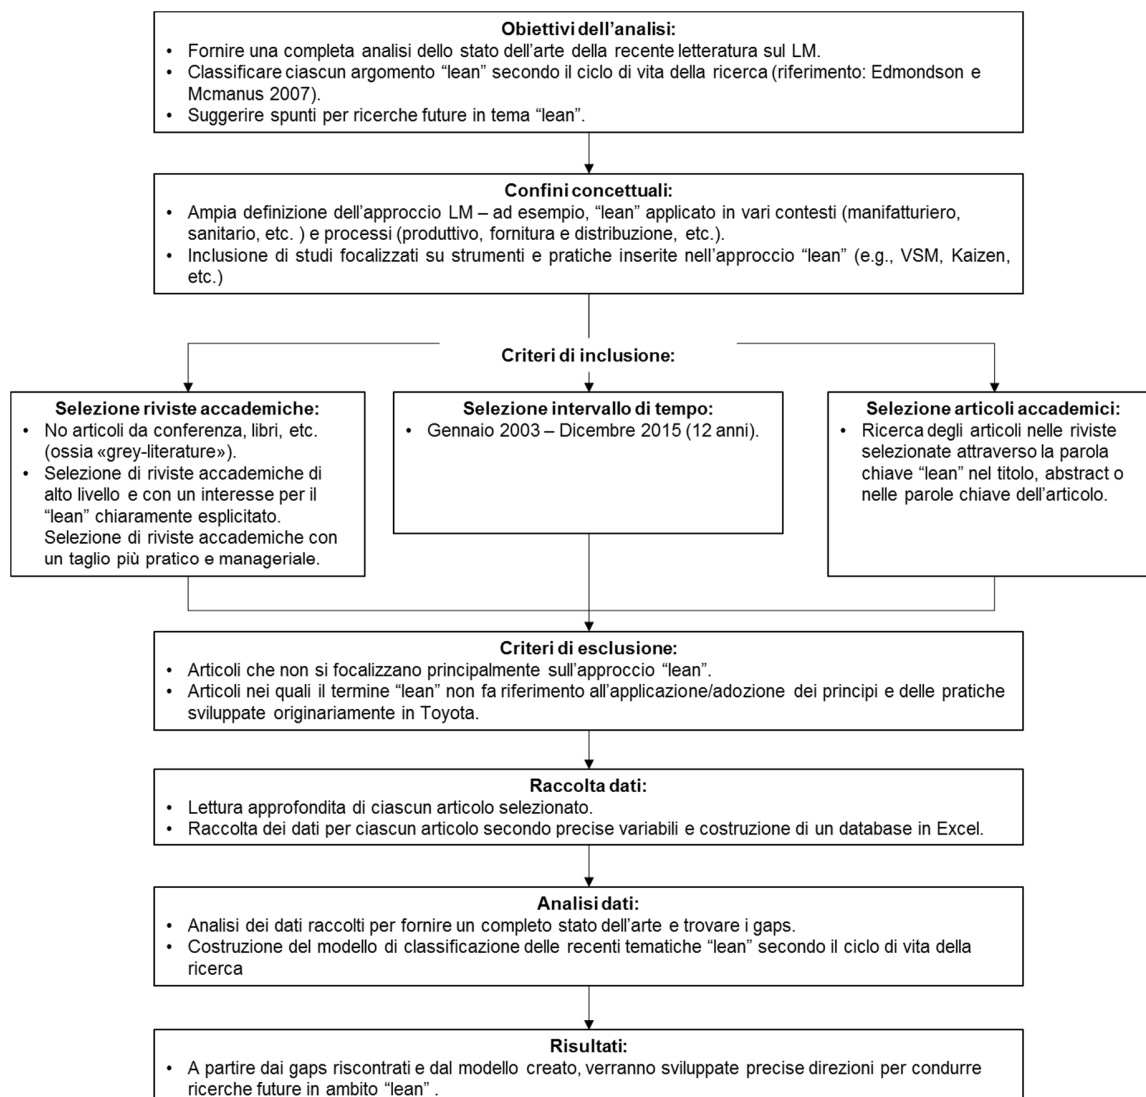 Obiettivi dell'analisi:
• Fornire una completa analisi dello stato dell'arte della recente letteratura sul LM.
• Classificare ciascun argomento "lean" secondo il ciclo di vita della ricerca (riferimento: Edmondson e
Mcmanus 2007).
• Suggerire spunti per ricerche future in tema "lean".
Confini concettuali:
• Ampia definizione dell'approccio LM – ad esempio, "lean" applicato in vari contesti (manifatturiero,
sanitario, etc. ) e processi (produttivo, fornitura e distribuzione, etc.).
• Inclusione di studi focalizzati su strumenti e pratiche inserite nell'approccio "lean" (e.g., VSM, Kaizen,
etc.)
Criteri di inclusione:
Selezione riviste accademiche:
• No articoli da conferenza, libri, etc.
(ossia «grey-literature»).
• Selezione di riviste accademiche di
alto livello e con un interesse per il
"lean" chiaramente esplicitato.
Selezione di riviste accademiche con
un taglio più pratico e manageriale.
Selezione intervallo di tempo:
• Gennaio 2003 – Dicembre 2015 (12 anni).
Selezione articoli accademici:
• Ricerca degli articoli nelle riviste
selezionate attraverso la parola
chiave "lean" nel titolo, abstract o
nelle parole chiave dell'articolo.
Criteri di esclusione:
• Articoli che non si focalizzano principalmente sull'approccio "lean".
• Articoli nei quali il termine "lean" non fa riferimento all'applicazione/adozione dei principi e delle pratiche
sviluppate originariamente in Toyota.
Raccolta dati:
• Lettura approfondita di ciascun articolo selezionato.
• Raccolta dei dati per ciascun articolo secondo precise variabili e costruzione di un database in Excel.
Analisi dati:
• Analisi dei dati raccolti per fornire un completo stato dell'arte e trovare i gaps.
• Costruzione del modello di classificazione delle recenti tematiche "lean" secondo il ciclo di vita della
ricerca
Risultati:
• A partire dai gaps riscontrati e dal modello creato, verranno sviluppate precise direzioni per condurre
ricerche future in ambito "lean" .